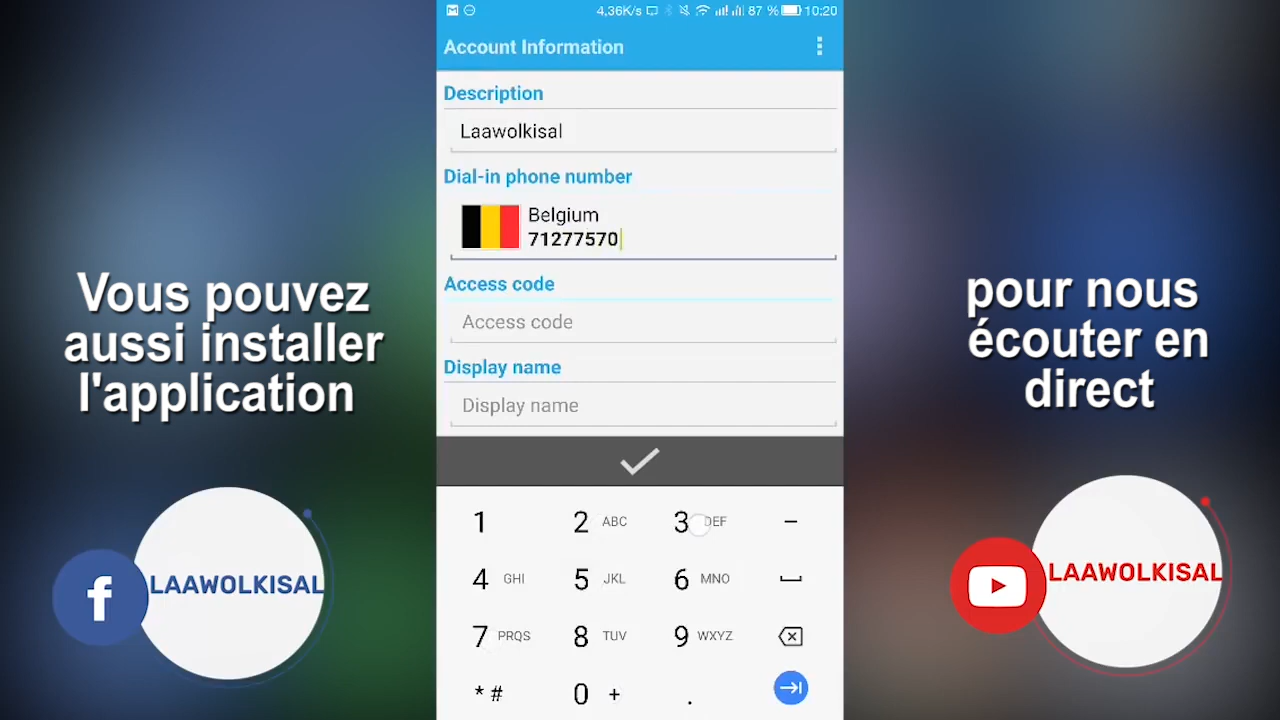 4,36K/s 87 % 10:20
Account Information
Description
Laawolkisal
Dial-in phone number
Belgium
71277570
Access code
Access code
Display name
Display name
1 2 ABC 3 DEF –
4 GHI 5 JKL 6 MNO
7 PRQS 8 TUV 9 WXYZ
* # 0 + .
Vous pouvez
aussi installer
l'application
f LAAWOLKISAL
pour nous
écouter en
direct
LAAWOLKISAL